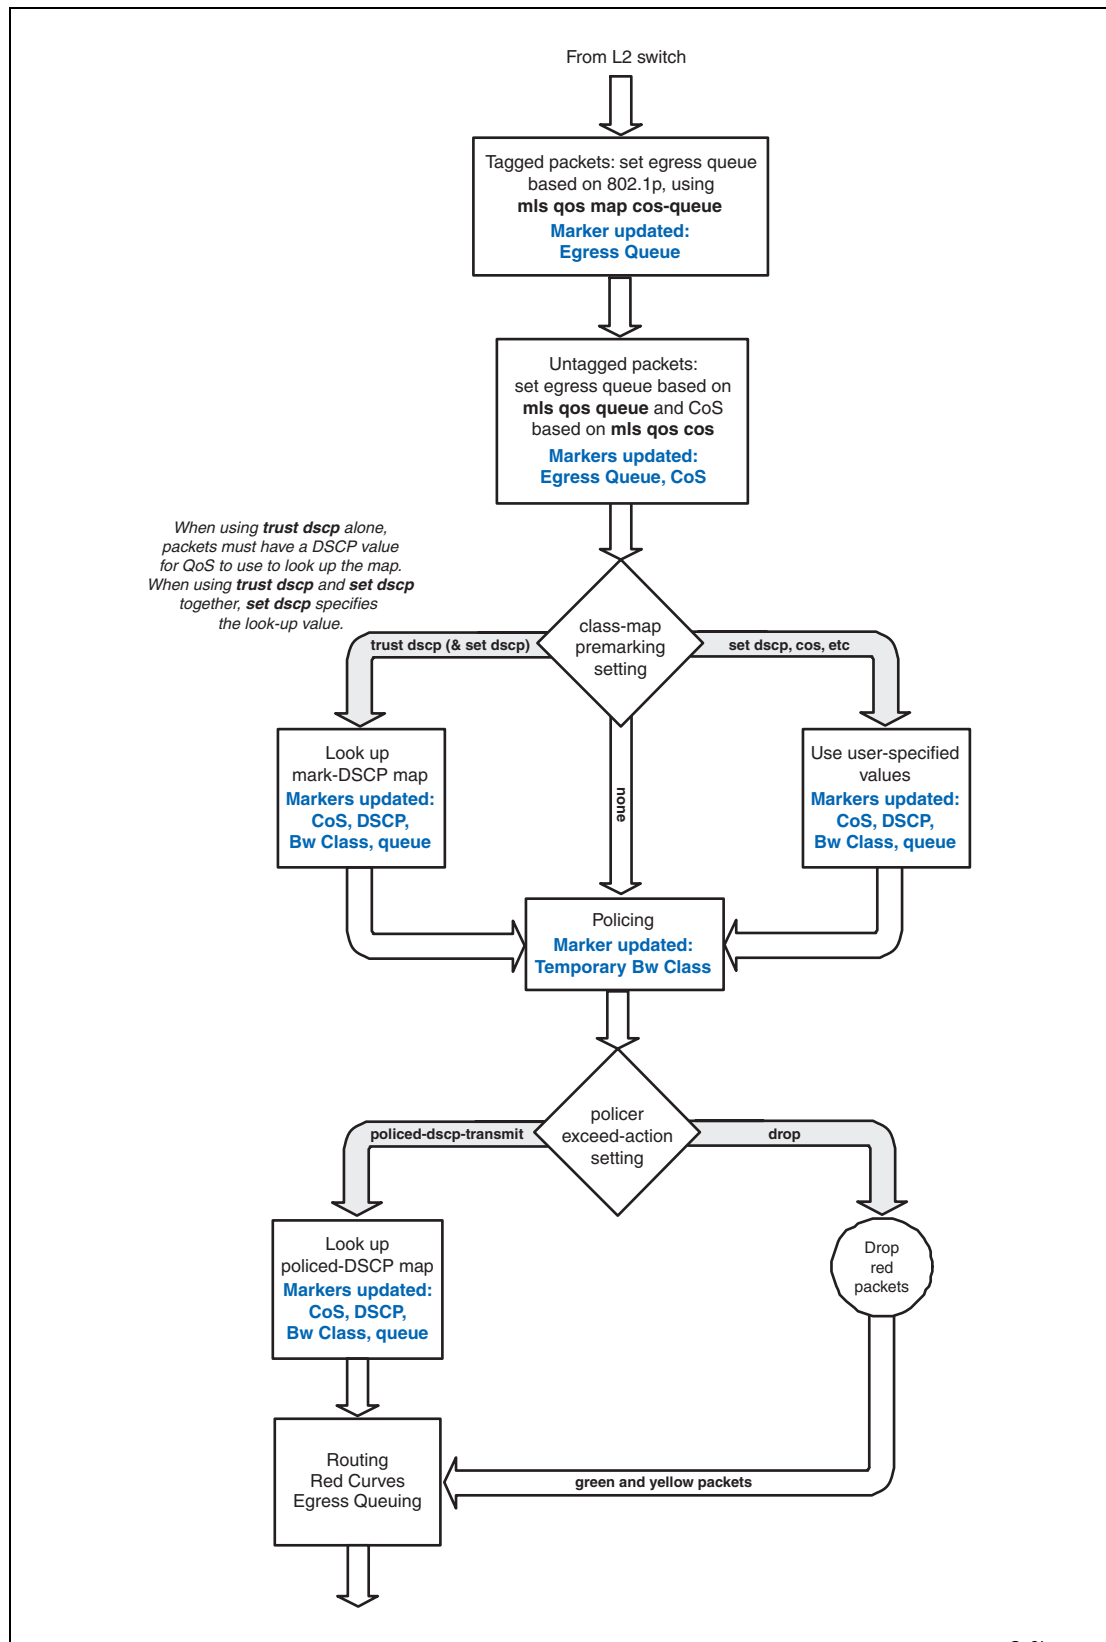 From L2 switch
Tagged packets: set egress queue
based on 802.1p, using
mls qos map cos-queue
Marker updated:
Egress Queue
Untagged packets:
set egress queue based on
mls qos queue and CoS
based on mls qos cos
Markers updated:
Egress Queue, CoS
When using trust dscp alone,
packets must have a DSCP value
for QoS to use to look up the map.
When using trust dscp and set dscp
together, set dscp specifies
the look-up value.
class-map
premarking
setting
trust dscp (& set dscp)
set dscp, cos, etc
none
Look up
mark-DSCP map
Markers updated:
CoS, DSCP,
Bw Class, queue
Use user-specified
values
Markers updated:
CoS, DSCP,
Bw Class, queue
Policing
Marker updated:
Temporary Bw Class
policer
exceed-action
setting
policed-dscp-transmit
drop
Look up
policed-DSCP map
Markers updated:
CoS, DSCP,
Bw Class, queue
Drop
red
packets
Routing
Red Curves
Egress Queuing
green and yellow packets